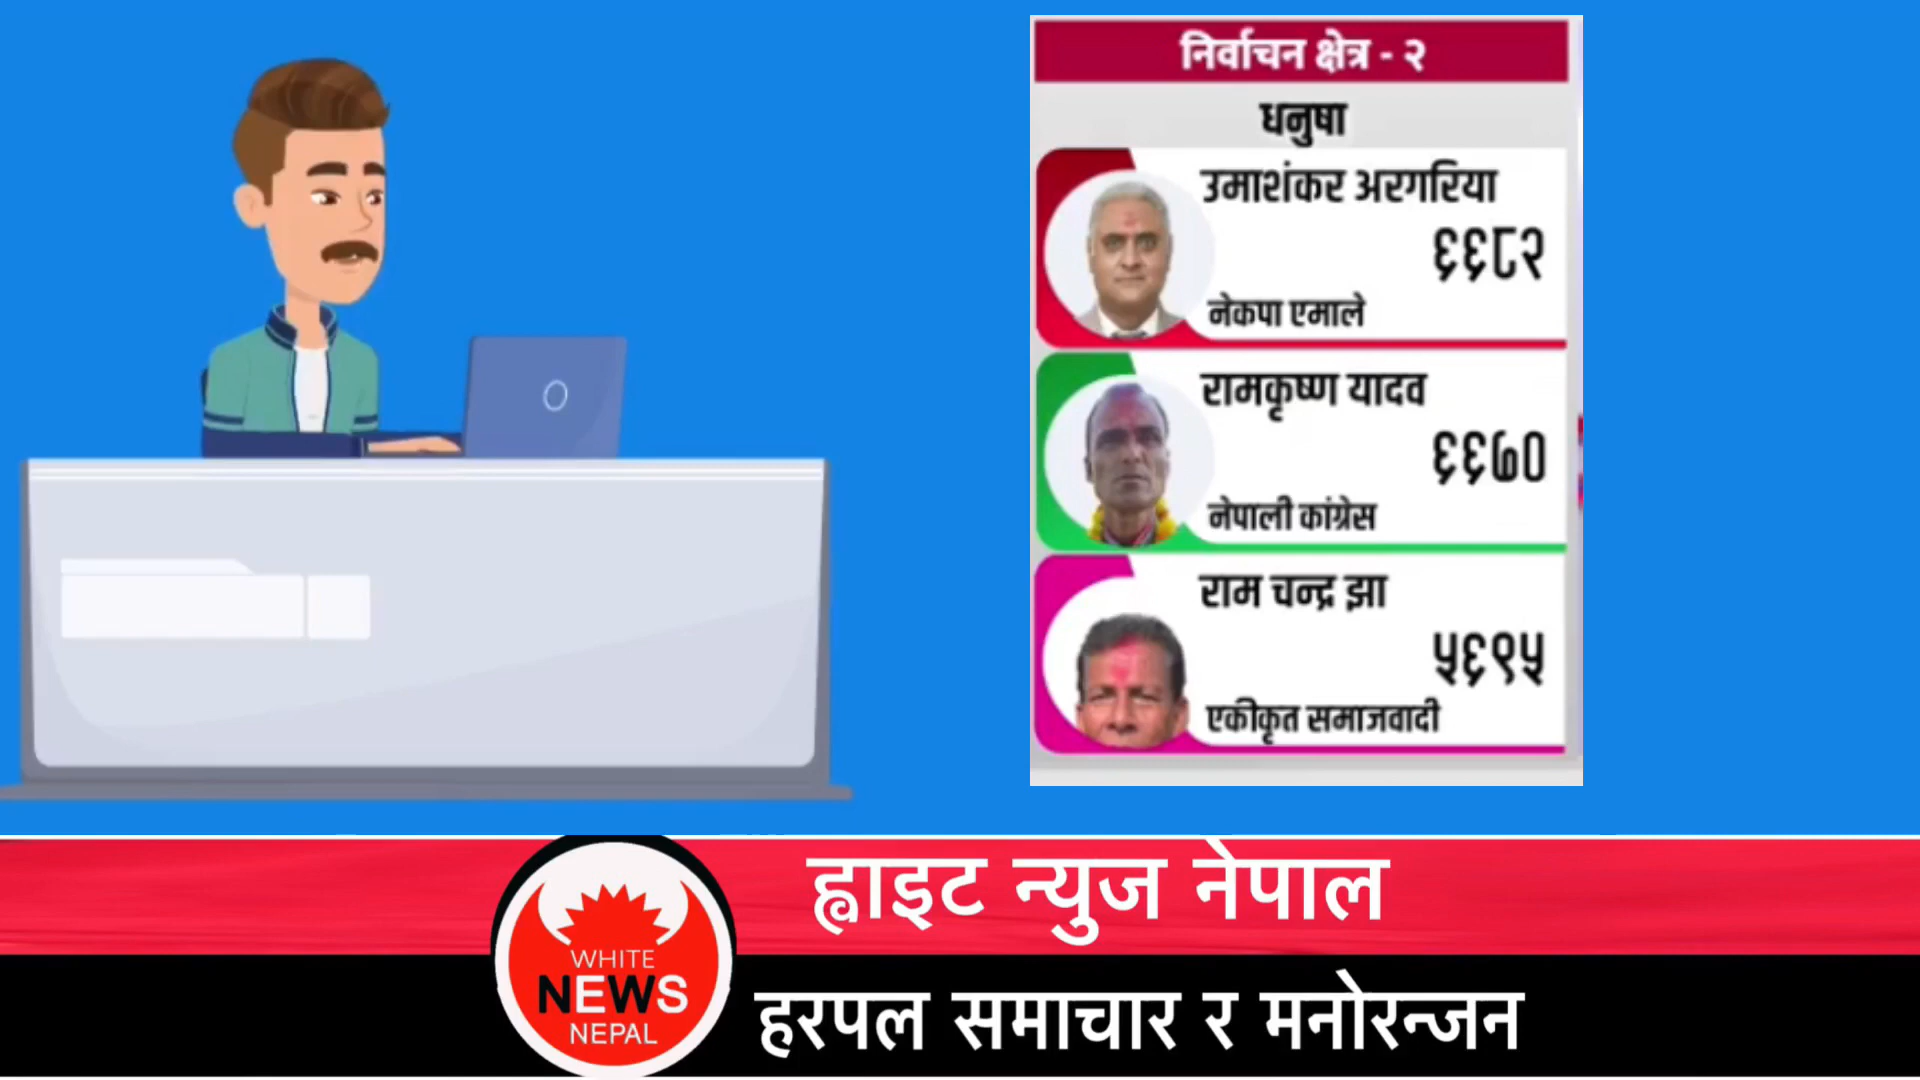 निर्वाचन क्षेत्र - २
धनुषा
उमाशंकर अरगरिया
६६८२
नेकपा एमाले
रामकृष्ण यादव
६६७०
नेपाली कांग्रेस
राम चन्द्र झा
५६९५
एकीकृत समाजवादी
ह्वाइट न्युज नेपाल
WHITE
NEWS
NEPAL
हरपल समाचार र मनोरन्जन